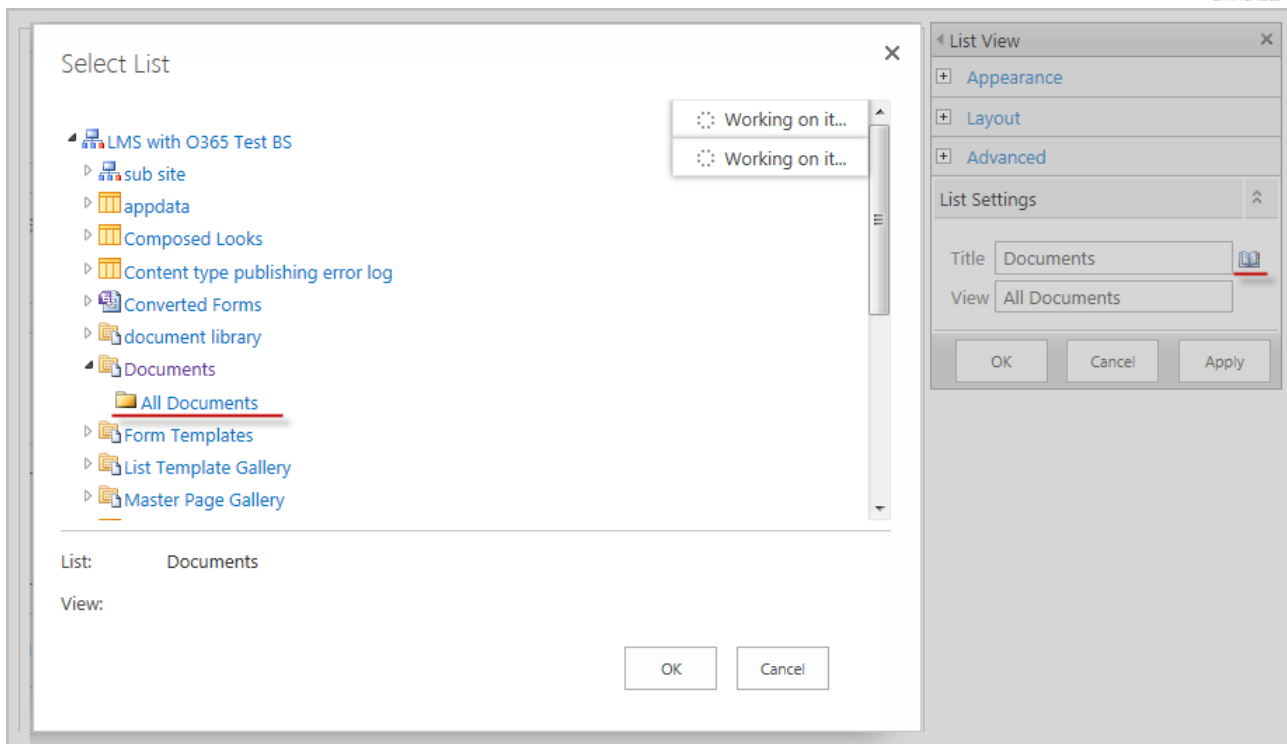 Select List
Working on it...
Working on it...
LMS with O365 Test BS
sub site
appdata
Composed Looks
Content type publishing error log
Converted Forms
document library
Documents
All Documents
Form Templates
List Template Gallery
Master Page Gallery
List: Documents
View:
OK Cancel
List View
Appearance
Layout
Advanced
List Settings
Title Documents
View All Documents
OK Cancel Apply